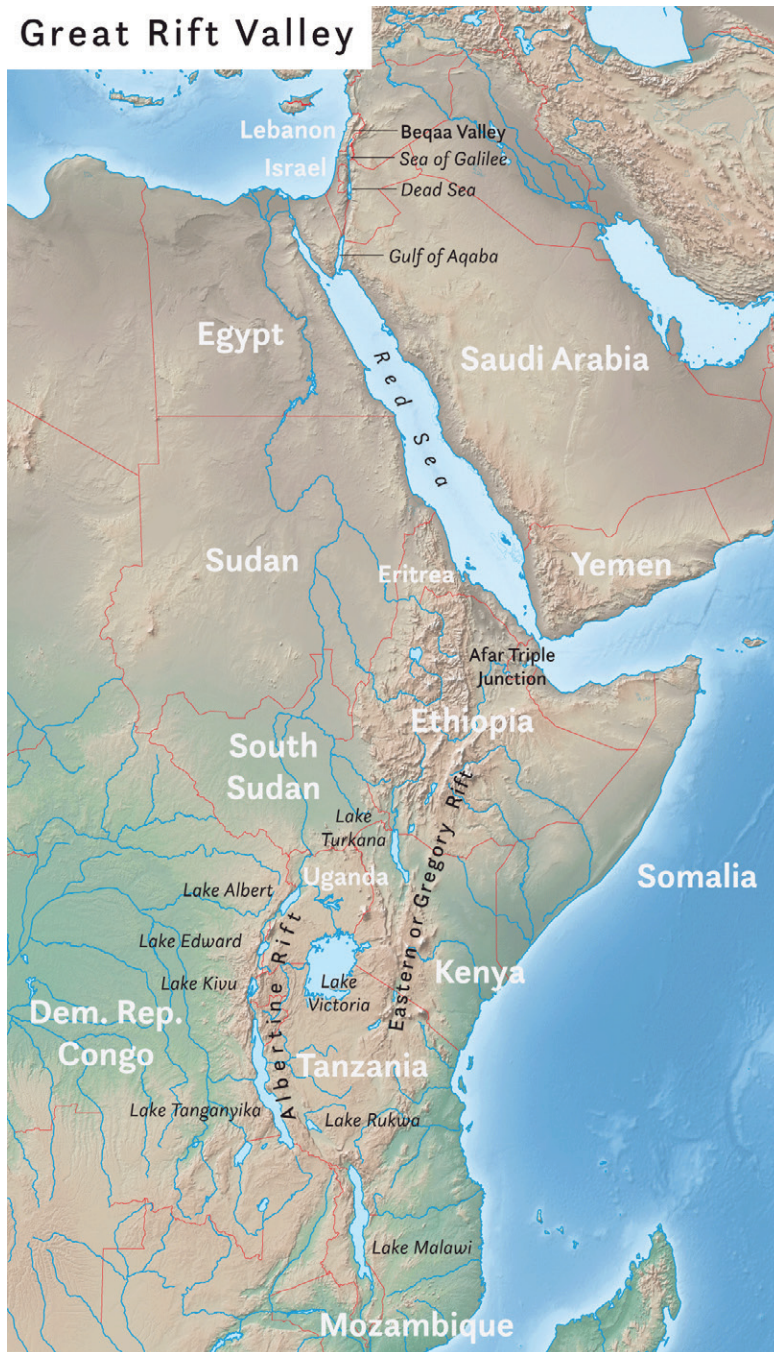 Great Rift Valley
Lebanon
Beqaa Valley
Israel
Sea of Galilee
Dead Sea
Gulf of Aqaba
Egypt
Red Sea
Saudi Arabia
Sudan
Eritrea
Yemen
Afar Triple
Junction
Ethiopia
South
Sudan
Lake
Turkana
Eastern or Gregory Rift
Uganda
Somalia
Lake Albert
Lake Edward
Albertine Rift
Lake Kivu
Lake
Victoria
Kenya
Dem. Rep.
Congo
Tanzania
Lake Tanganyika
Lake Rukwa
Lake Malawi
Mozambique